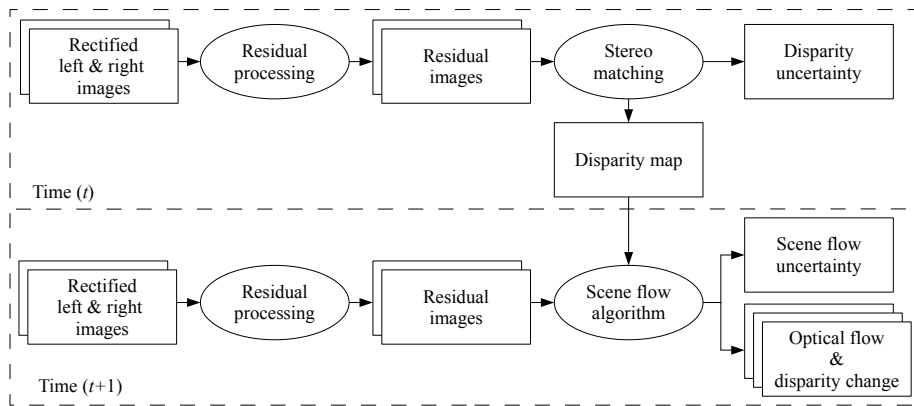 Rectified
left & right
images
Residual
processing
Residual
images
Stereo
matching
Disparity
uncertainty
Disparity map
Time (t)
Rectified
left & right
images
Residual
processing
Residual
images
Scene flow
algorithm
Scene flow
uncertainty
Optical flow
&
disparity change
Time (t+1)